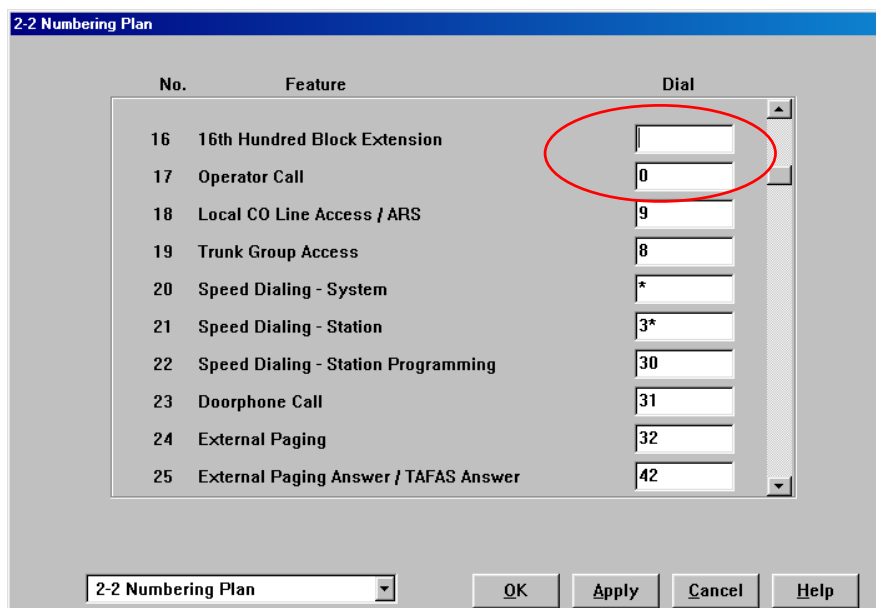 2-2 Numbering Plan
No. Feature Dial
16 16th Hundred Block Extension
17 Operator Call 0
18 Local CO Line Access / ARS 9
19 Trunk Group Access 8
20 Speed Dialing - System *
21 Speed Dialing - Station 3*
22 Speed Dialing - Station Programming 30
23 Doorphone Call 31
24 External Paging 32
25 External Paging Answer / TAFAS Answer 42
2-2 Numbering Plan OK Apply Cancel Help